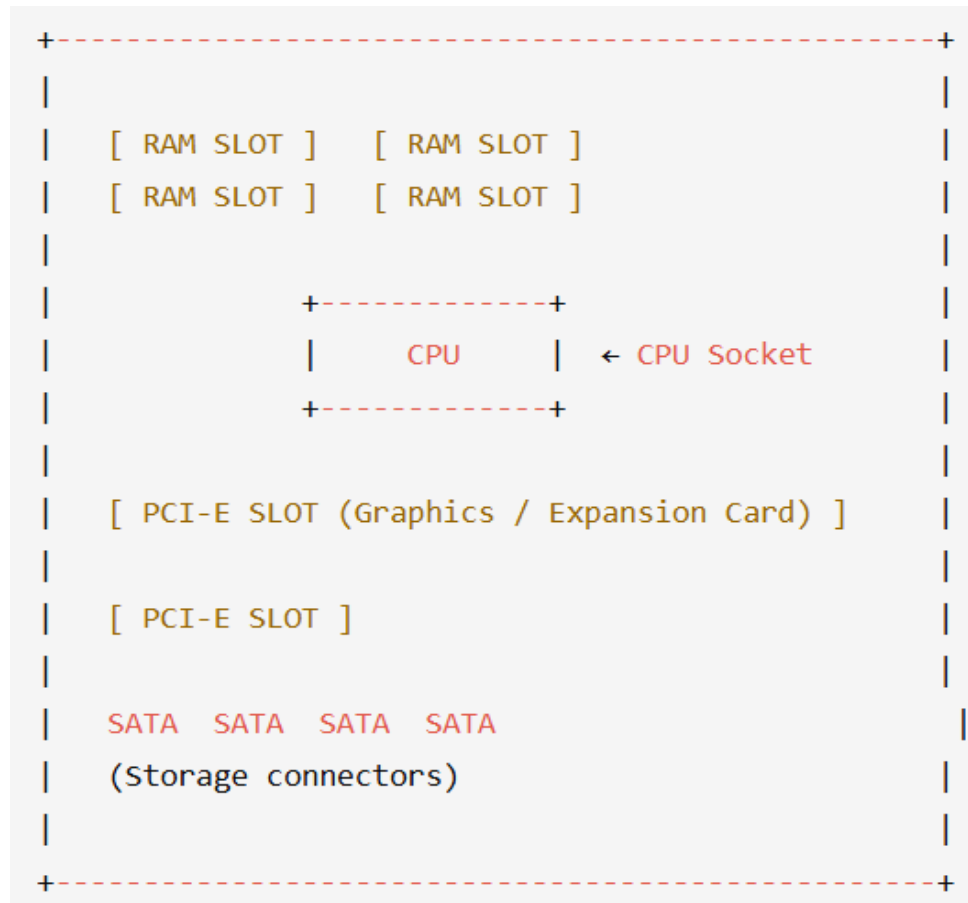 [ RAM SLOT ] [ RAM SLOT ]
[ RAM SLOT ] [ RAM SLOT ]
CPU ← CPU Socket
[ PCI-E SLOT (Graphics / Expansion Card) ]
[ PCI-E SLOT ]
SATA SATA SATA SATA
(Storage connectors)